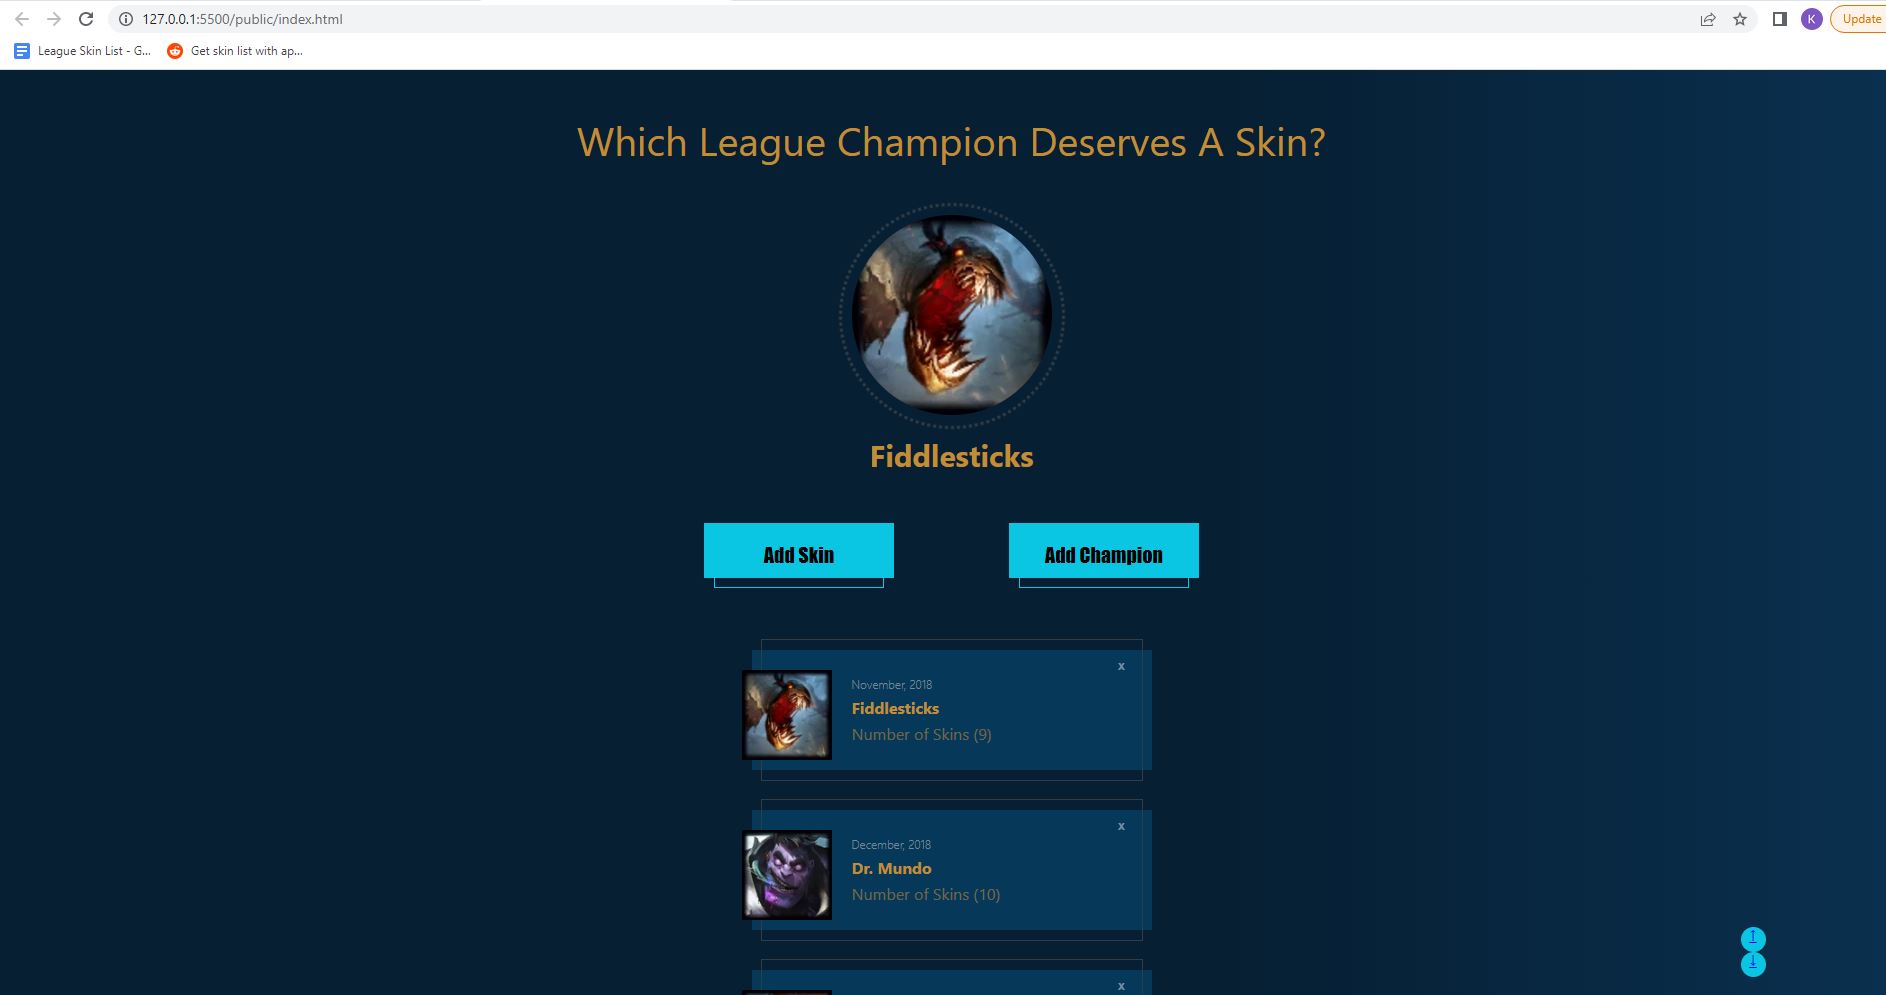 127.0.0.1:5500/public/index.html
K
Update
League Skin List - G...
Get skin list with ap...
Which League Champion Deserves A Skin?
Fiddlesticks
Add Skin
Add Champion
x
November, 2018
Fiddlesticks
Number of Skins (9)
x
December, 2018
Dr. Mundo
Number of Skins (10)
x